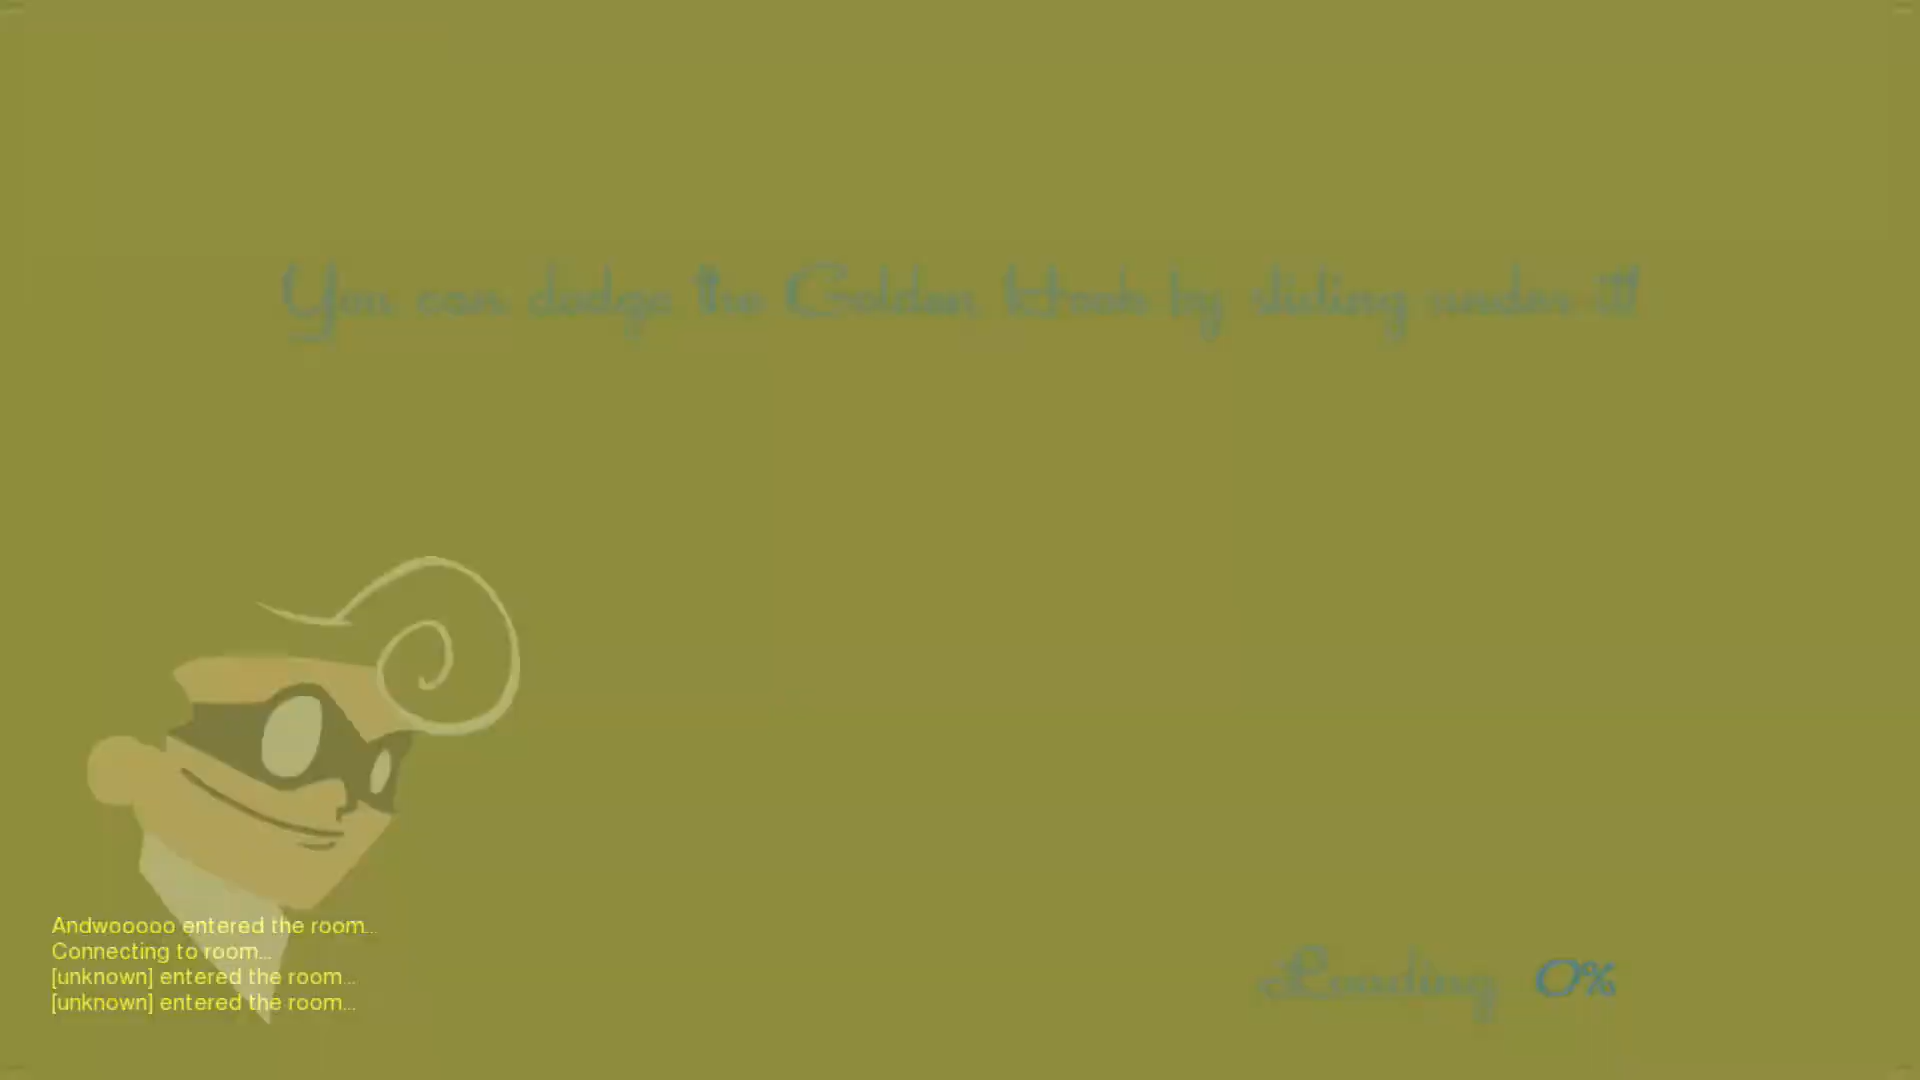 You can dodge the Golden Hook by sliding under it!
Andwooooo entered the room...
Connecting to room...
[unknown] entered the room...
[unknown] entered the room...
Loading 0%